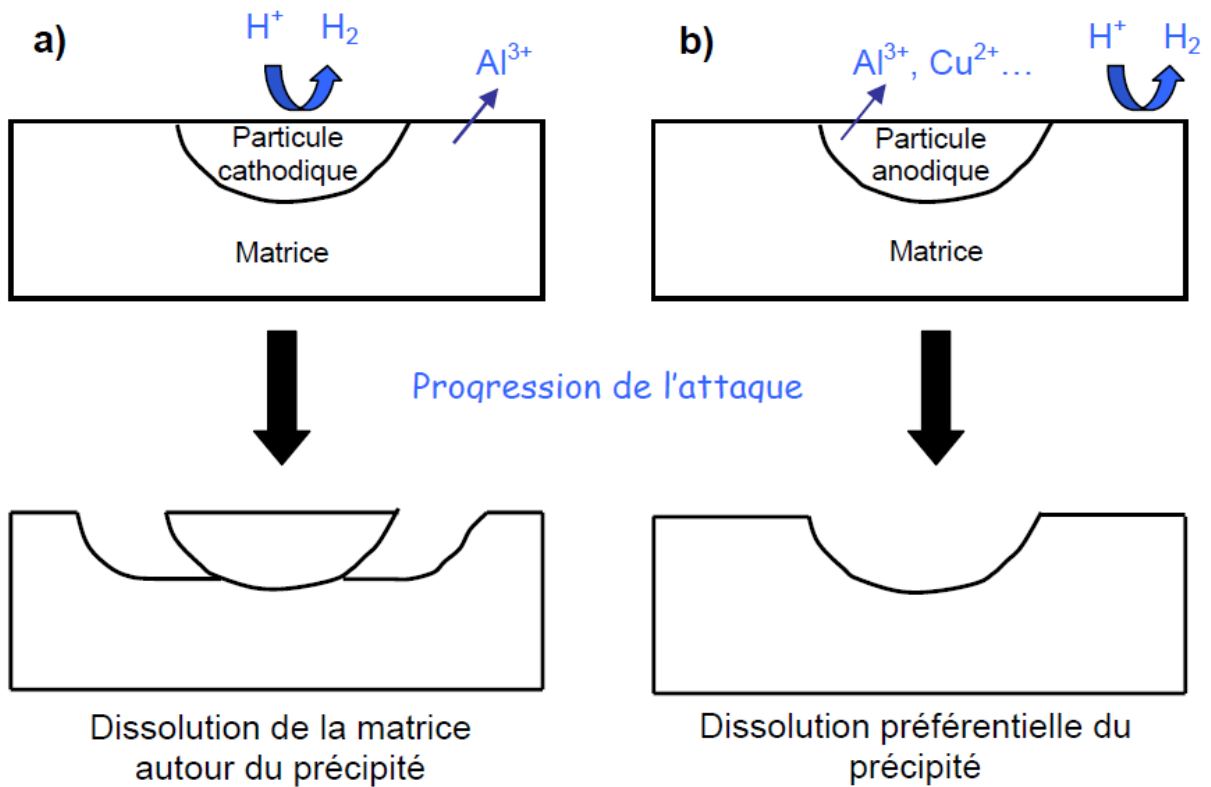 a)
H⁺ H₂
Al³⁺
Particule
cathodique
Matrice
b)
Al³⁺, Cu²⁺…
H⁺ H₂
Particule
anodique
Matrice
Progression de l'attaque
Dissolution de la matrice
autour du précipité
Dissolution préférentielle du
précipité